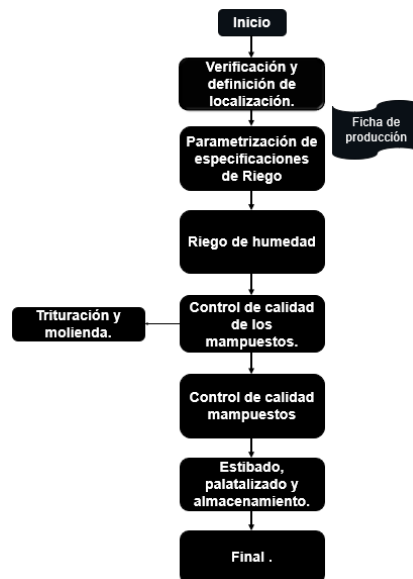 Inicio
Verificación y
definición de
localización.
Ficha de
producción
Parametrización de
especificaciones
de Riego
Riego de humedad
Trituración y
molienda.
Control de calidad
de los
mampuestos.
Control de calidad
mampuestos
Estibado,
palatalizado y
almacenamiento.
Final .